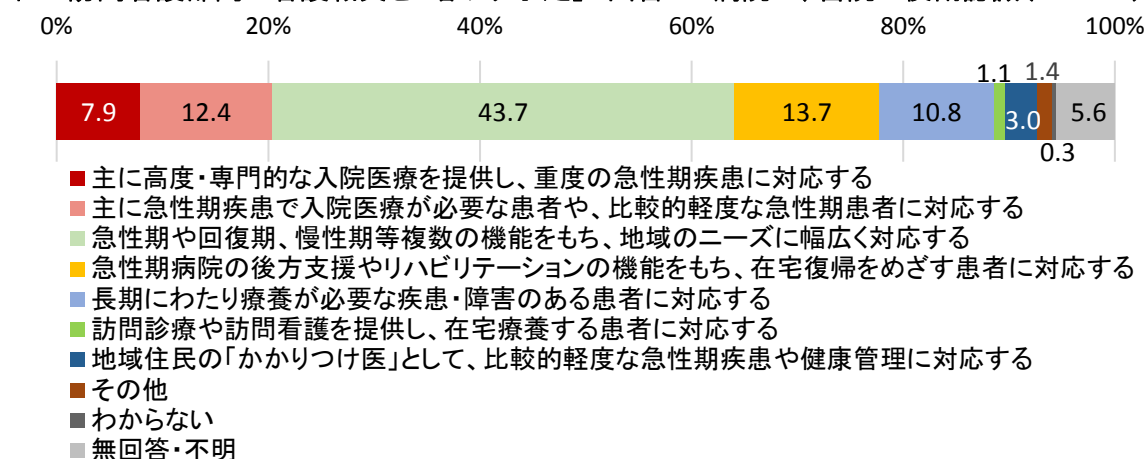 0% 20% 40% 60% 80% 100%
1.1 1.4
7.9 12.4 43.7 13.7 10.8 3.0 5.6
0.3
■主に高度・専門的な入院医療を提供し、重度の急性期疾患に対応する
■主に急性期疾患で入院医療が必要な患者や、比較的軽度な急性期患者に対応する
■急性期や回復期、慢性期等複数の機能をもち、地域のニーズに幅広く対応する
■急性期病院の後方支援やリハビリテーションの機能をもち、在宅復帰をめざす患者に対応する
■長期にわたり療養が必要な疾患・障害のある患者に対応する
■訪問診療や訪問看護を提供し、在宅療養する患者に対応する
■地域住民の「かかりつけ医」として、比較的軽度な急性期疾患や健康管理に対応する
■その他
■わからない
■無回答・不明